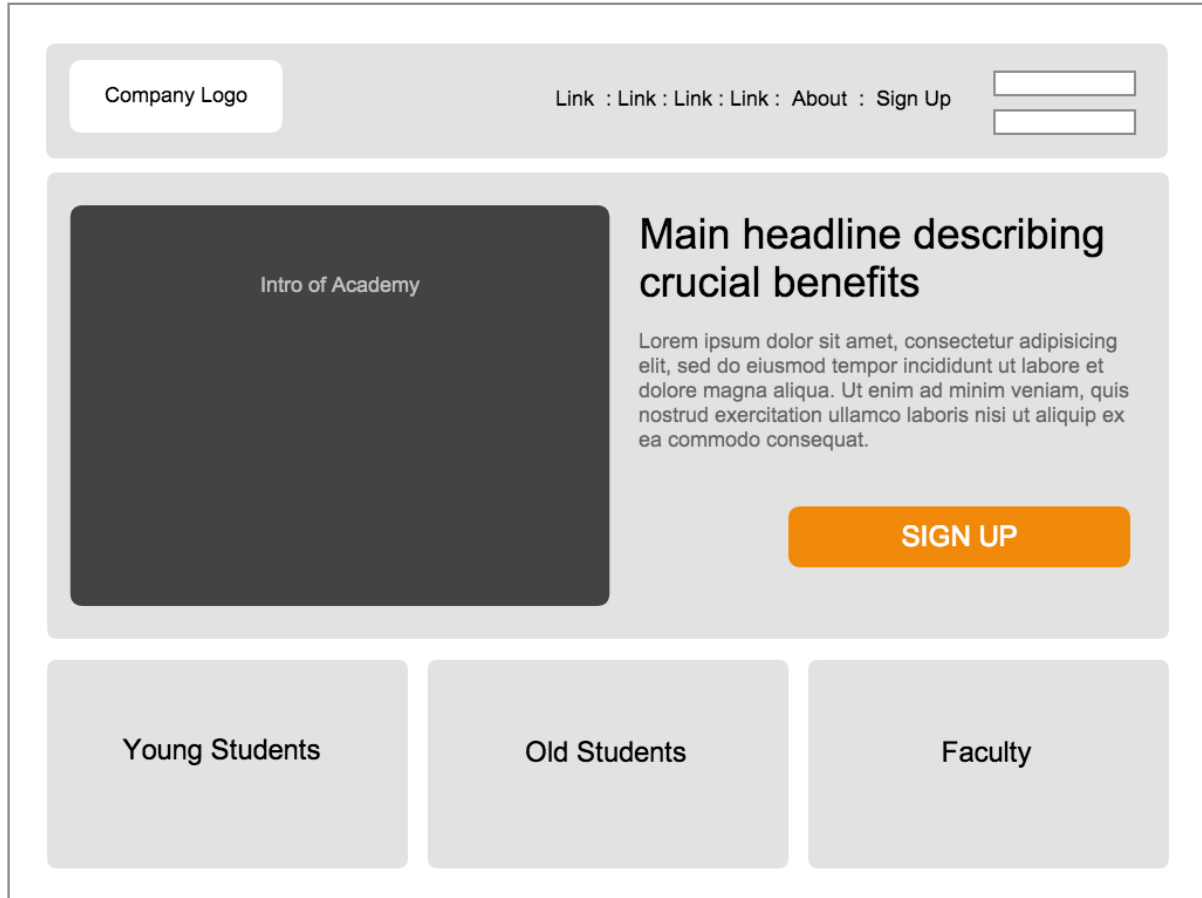 Company Logo
Link : Link : Link : Link : About : Sign Up
Intro of Academy
Main headline describing
crucial benefits
Lorem ipsum dolor sit amet, consectetur adipisicing
elit, sed do eiusmod tempor incididunt ut labore et
dolore magna aliqua. Ut enim ad minim veniam, quis
nostrud exercitation ullamco laboris nisi ut aliquip ex
ea commodo consequat.
SIGN UP
Young Students
Old Students
Faculty